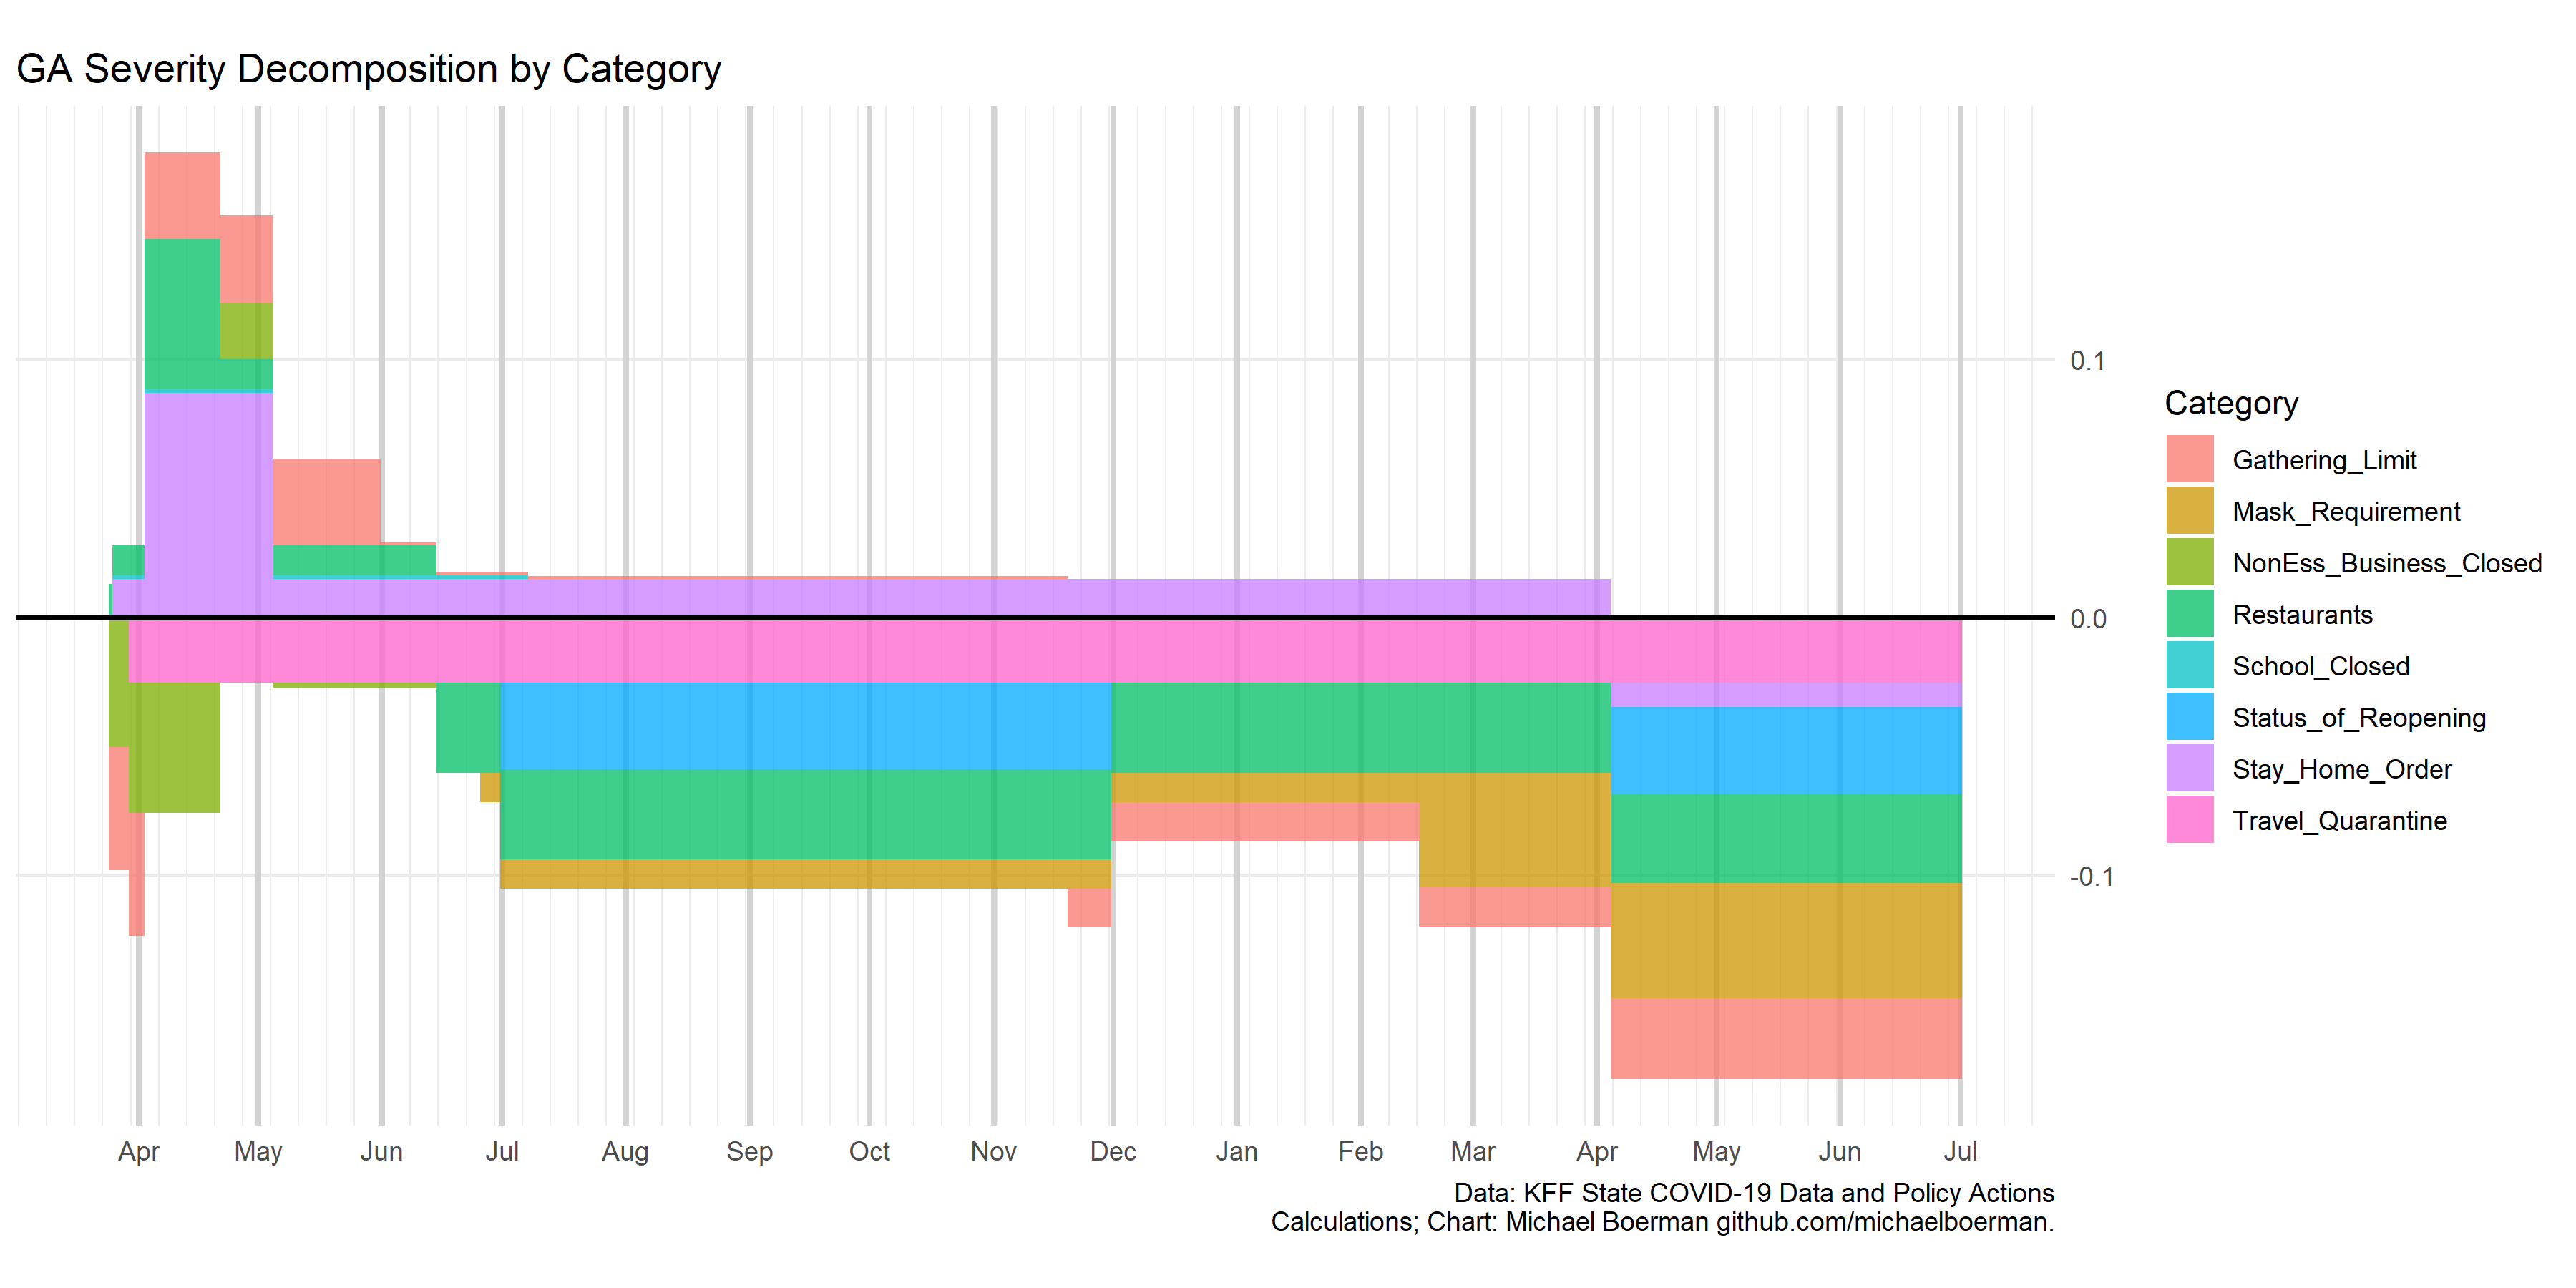 GA Severity Decomposition by Category
0.1
0.0
-0.1
Apr May Jun Jul Aug Sep Oct Nov Dec Jan Feb Mar Apr May Jun Jul
Category
Gathering_Limit
Mask_Requirement
NonEss_Business_Closed
Restaurants
School_Closed
Status_of_Reopening
Stay_Home_Order
Travel_Quarantine
Data: KFF State COVID-19 Data and Policy Actions
Calculations; Chart: Michael Boerman github.com/michaelboerman.